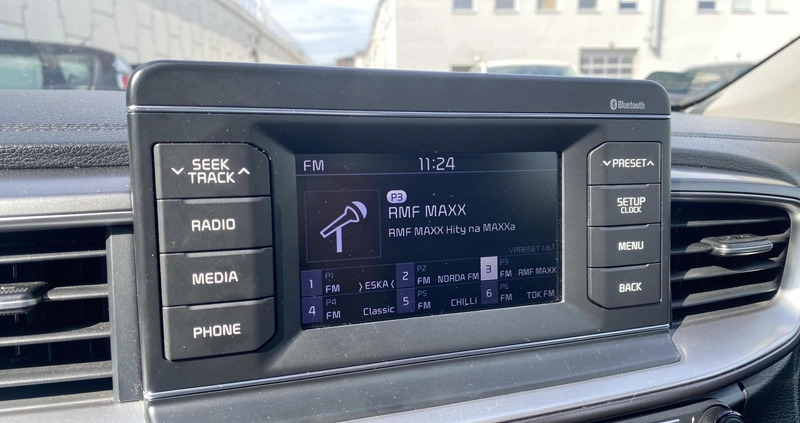 Bluetooth
SEEK
TRACK
RADIO
MEDIA
PHONE
FM 11:24
P3
RMF MAXX
RMF MAXX Hity na MAXXa
PRESET 1/6
1 P1 FM ) ESKA (
2 P2 FM NORDA FM
3 P3 FM RMF MAXX
4 P4 FM Classic
5 P5 FM CHILLI
6 P6 FM TOK FM
PRESET
SETUP
CLOCK
MENU
BACK